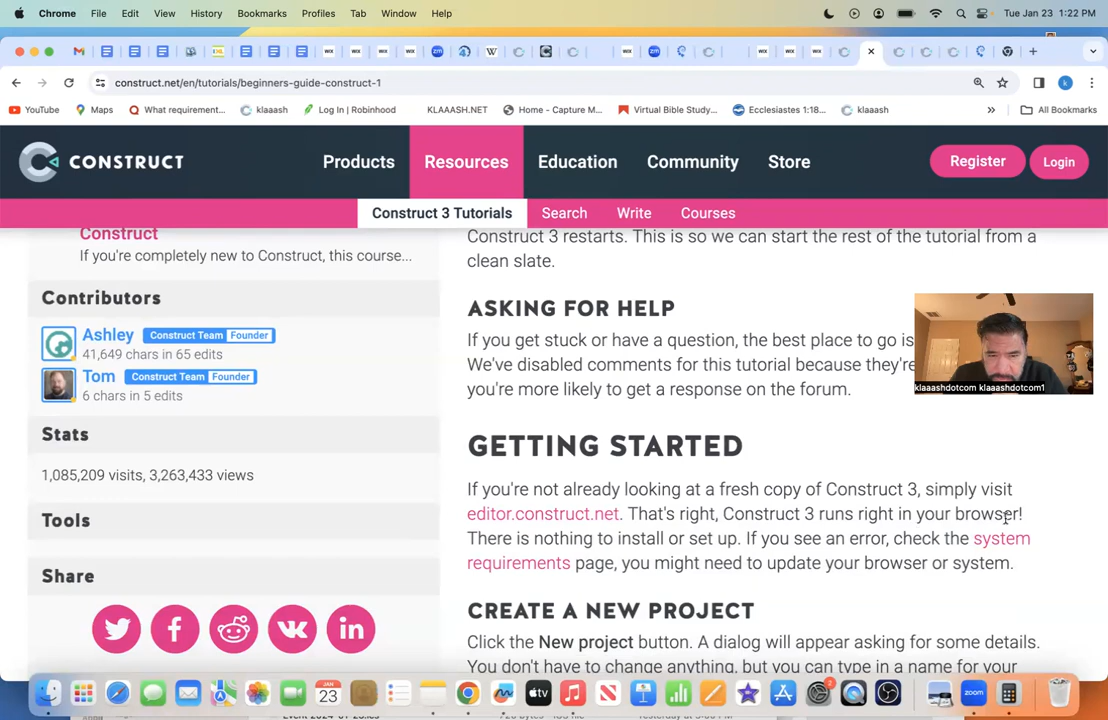 Chrome File Edit View History Bookmarks Profiles Tab Window Help Tue Jan 23 1:22 PM
construct.net/en/tutorials/beginners-guide-construct-1
YouTube Maps What requirement... klaaash Log In | Robinhood KLAAASH.NET Home - Capture M... Virtual Bible Study... Ecclesiastes 1:18... klaaash » All Bookmarks
CONSTRUCT Products Resources Education Community Store Register Login
Construct 3 Tutorials Search Write Courses
Construct
If you're completely new to Construct, this course...
Contributors
Ashley Construct Team Founder
41,649 chars in 65 edits
Tom Construct Team Founder
6 chars in 5 edits
Stats
1,085,209 visits, 3,263,433 views
Tools
Share
Construct 3 restarts. This is so we can start the rest of the tutorial from a
clean slate.
ASKING FOR HELP
If you get stuck or have a question, the best place to go is
We've disabled comments for this tutorial because they're
you're more likely to get a response on the forum.
klaaashdotcom klaaashdotcom1
GETTING STARTED
If you're not already looking at a fresh copy of Construct 3, simply visit
editor.construct.net. That's right, Construct 3 runs right in your browser!
There is nothing to install or set up. If you see an error, check the system
requirements page, you might need to update your browser or system.
CREATE A NEW PROJECT
Click the New project button. A dialog will appear asking for some details.
You don't have to change anything, but you can type in a name for your
JAN
23
zoom